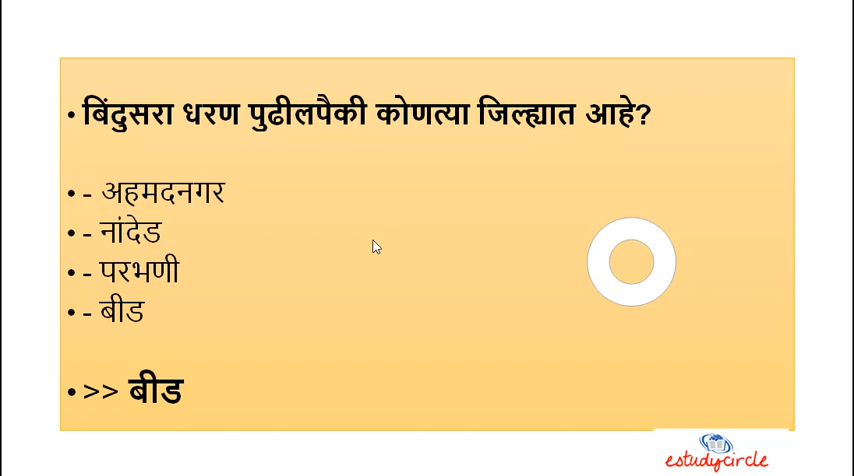 • बिंदुसरा धरण पुढीलपैकी कोणत्या जिल्ह्यात आहे?
• - अहमदनगर
• - नांदेड
• - परभणी
• - बीड
• >> बीड
estudycircle